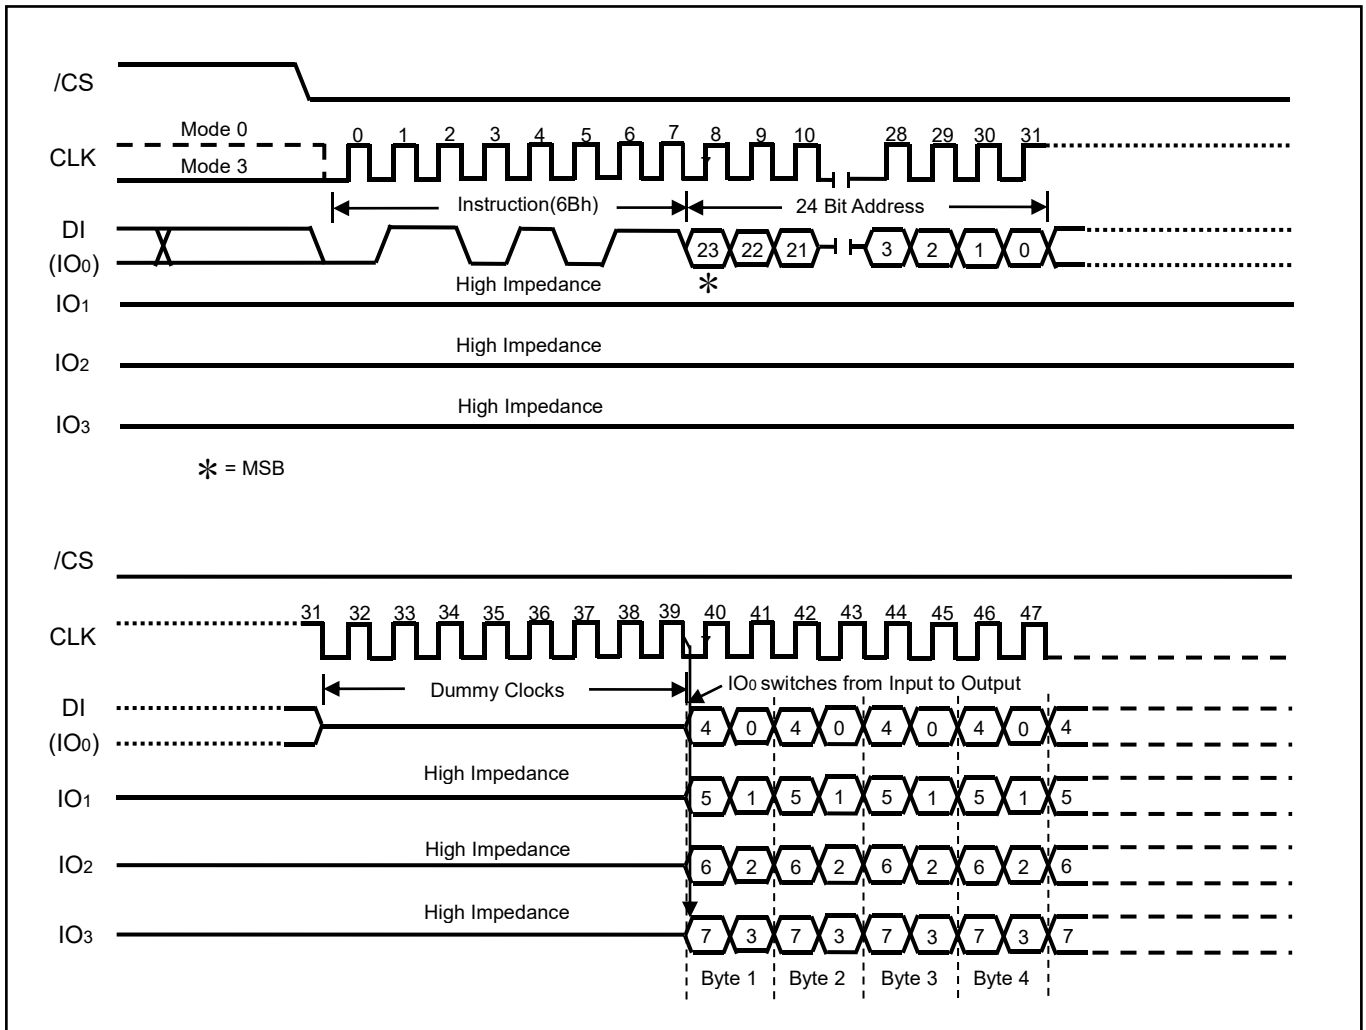 /CS
Mode 0
CLK
Mode 3
0 1 2 3 4 5 6 7 8 9 10 28 29 30 31
7
Instruction(6Bh) 24 Bit Address
DI
(IO0)
23 22 21 3 2 1 0
High Impedance
*
IO1
High Impedance
IO2
High Impedance
IO3
* = MSB
/CS
31 32 33 34 35 36 37 38 39 40 41 42 43 44 45 46 47
CLK
7
Dummy Clocks
IO0 switches from Input to Output
DI
(IO0)
4 0 4 0 4 0 4 0 4
High Impedance
IO1
5 1 5 1 5 1 5 1 5
High Impedance
IO2
6 2 6 2 6 2 6 2 6
High Impedance
IO3
7 3 7 3 7 3 7 3 7
Byte 1 Byte 2 Byte 3 Byte 4